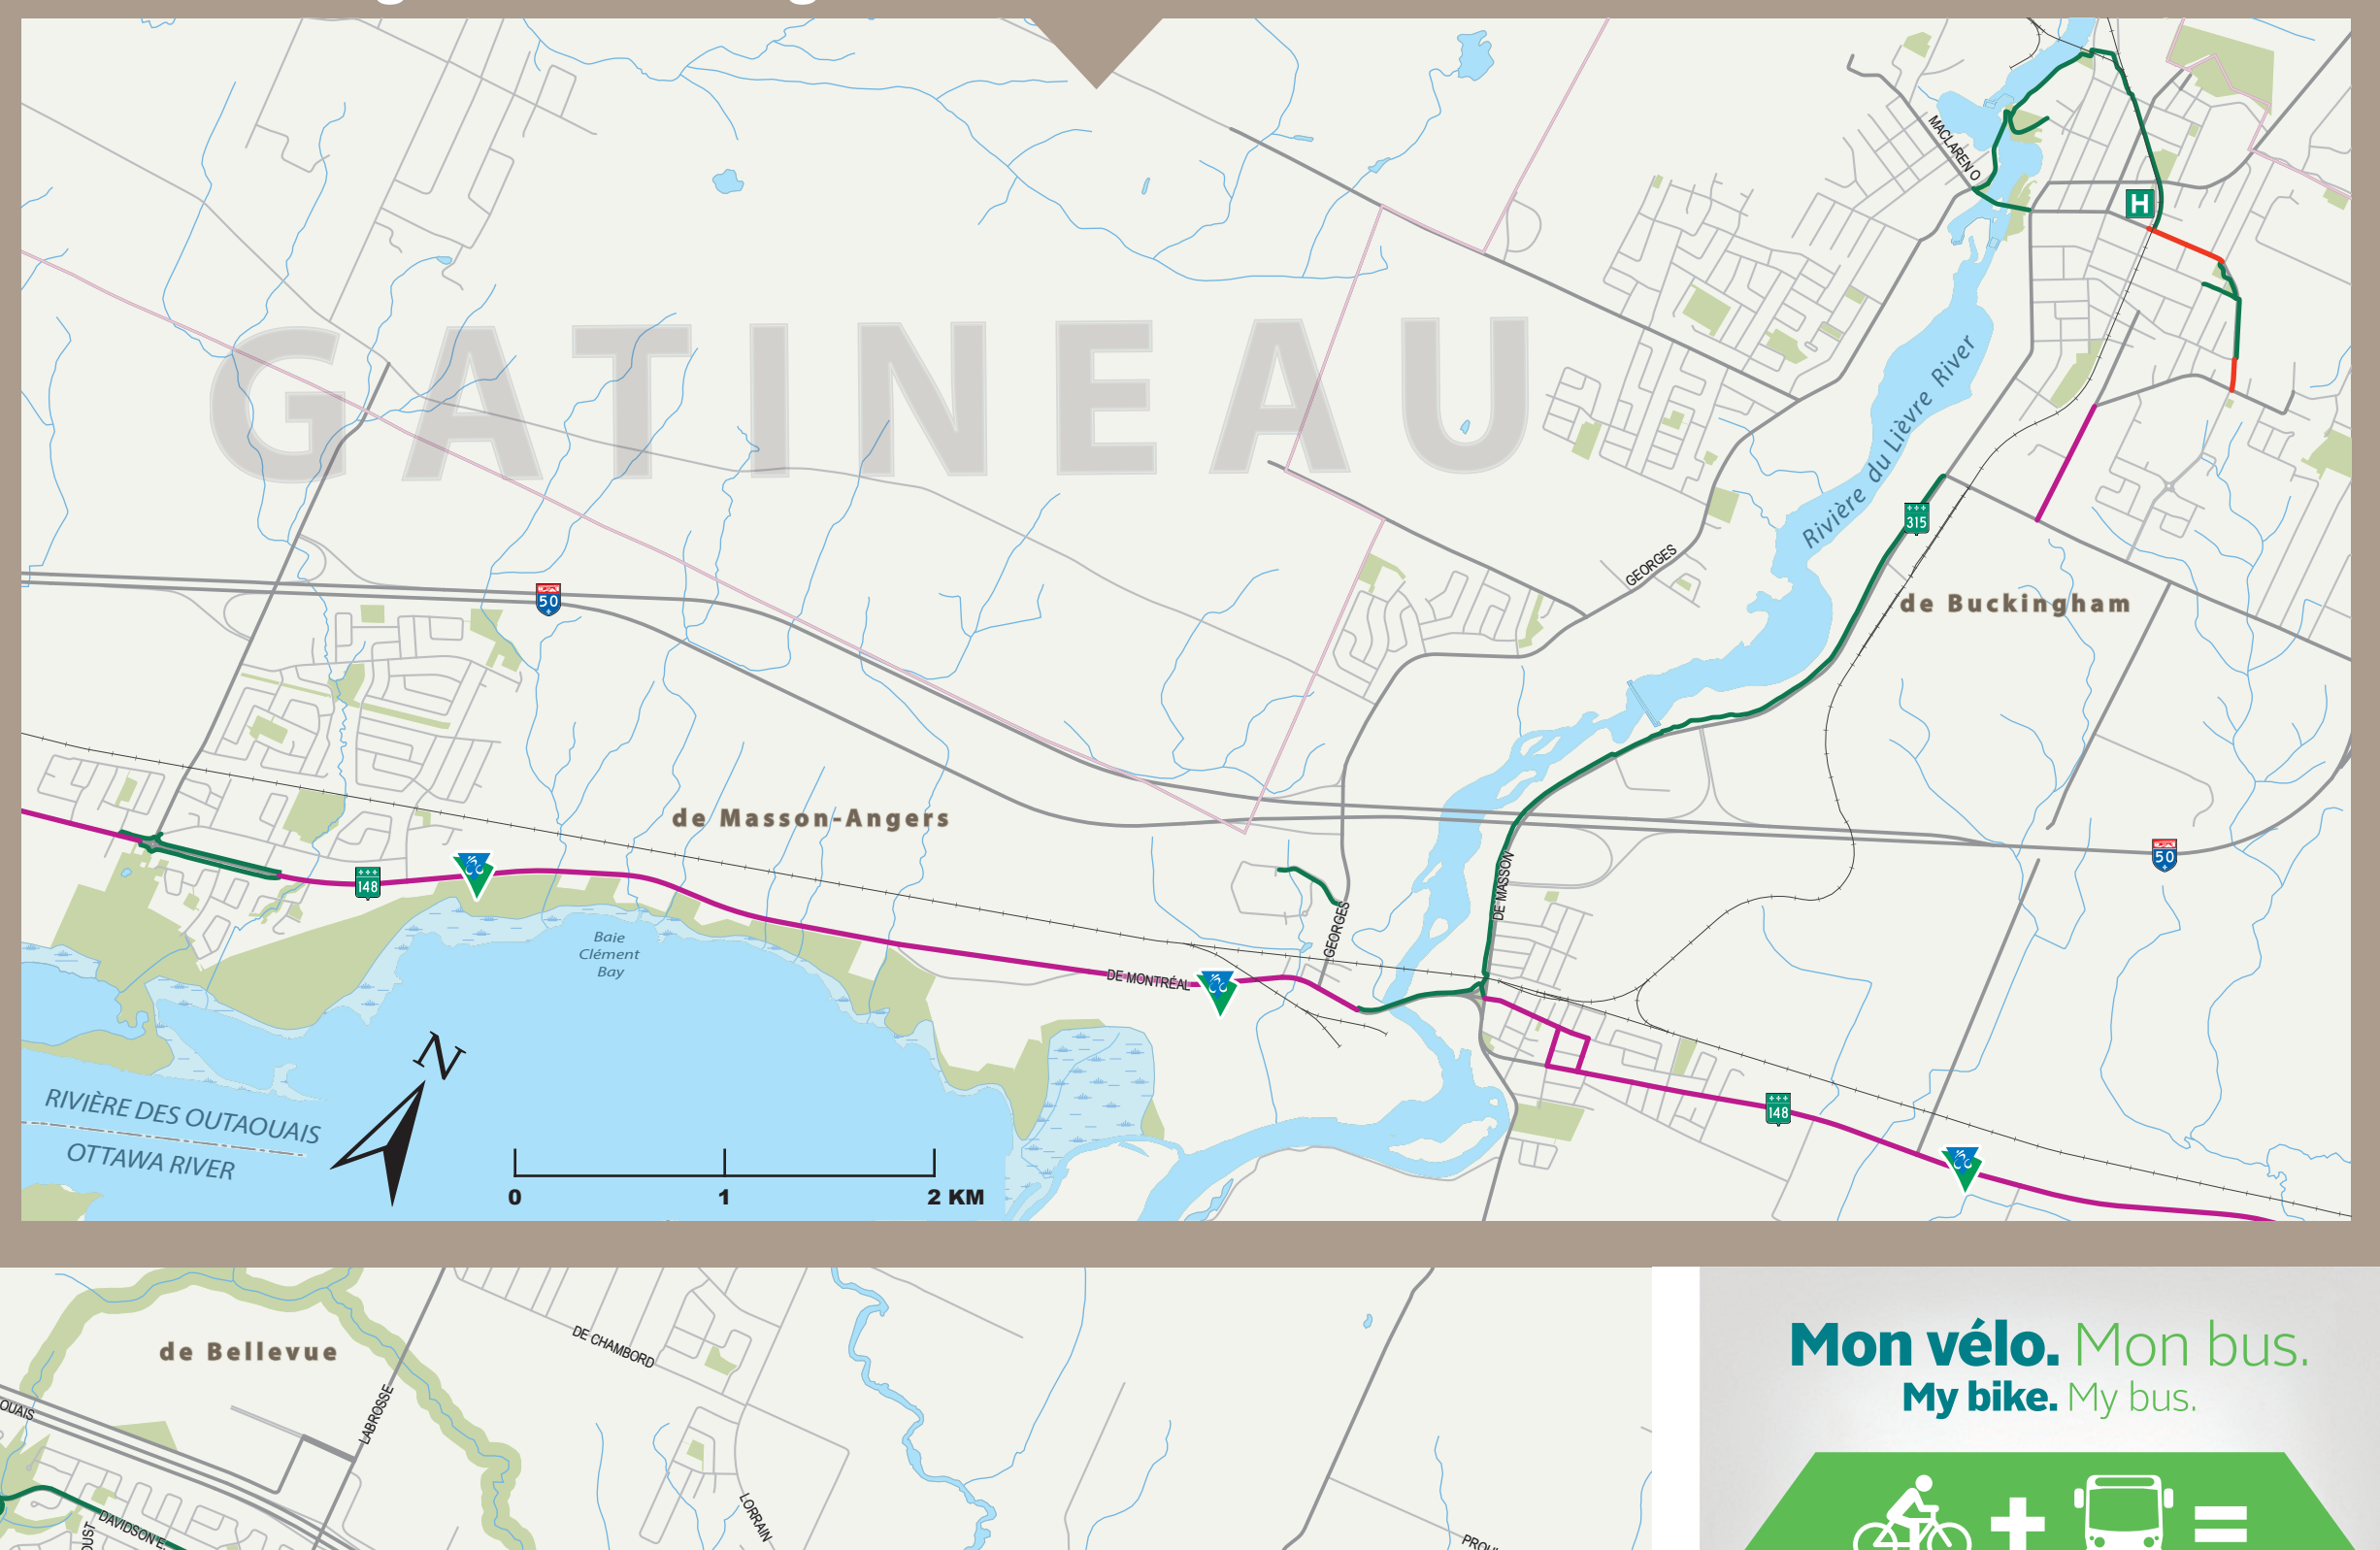 MACLAREN O
H
GATINEAU
Rivière du Lièvre River
315
GEORGES
50
de Buckingham
de Masson-Angers
DE MASSON
50
148
GEORGES
Baie
Clément
Bay
DE MONTRÉAL
N
RIVIÈRE DES OUTAOUAIS
OTTAWA RIVER
148
0 1 2 KM
de Bellevue
DE CHAMBORD
LABROSSE
LORRAIN
DAVIDSON E.
Mon vélo. Mon bus.
My bike. My bus.
+ =